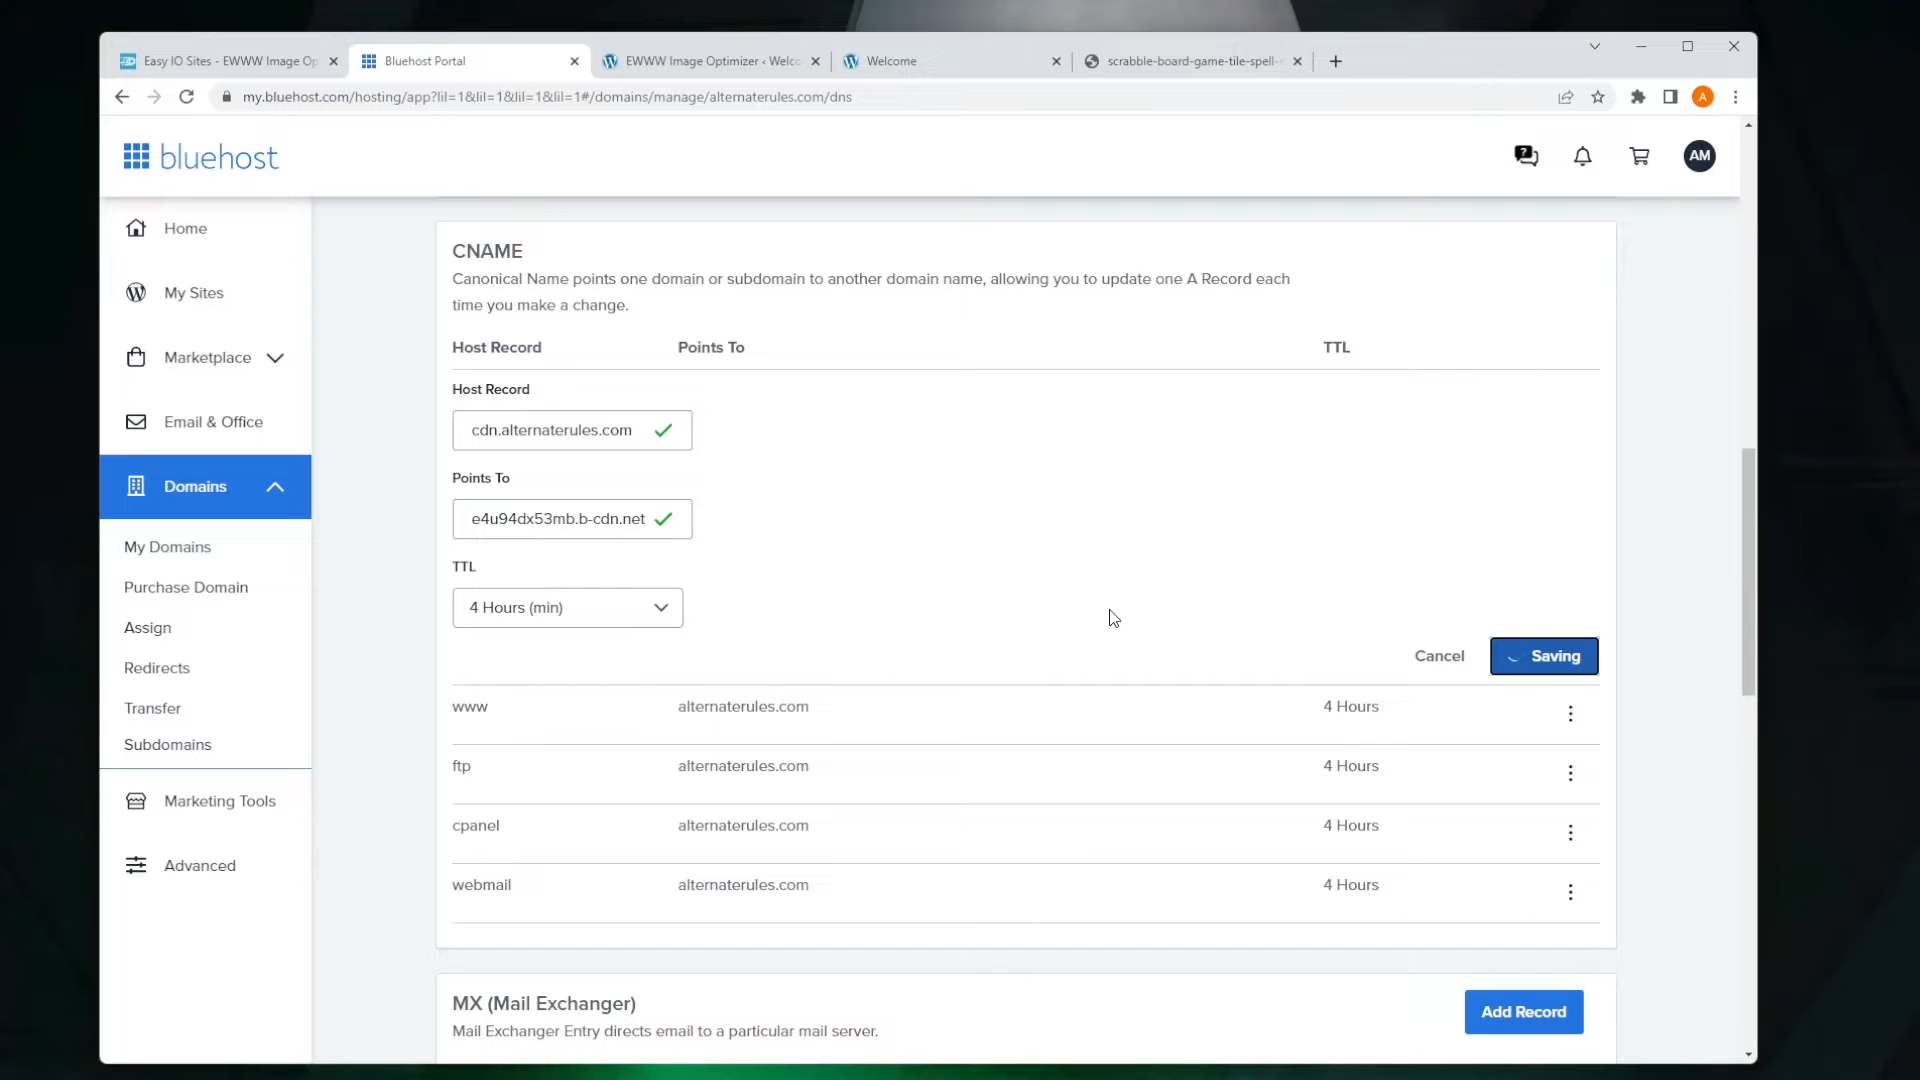 Easy IO Sites - EWWW Image Op
Bluehost Portal
EWWW Image Optimizer ‹ Welco
Welcome
scrabble-board-game-tile-spell-
my.bluehost.com/hosting/app?lil=1&lil=1&lil=1&lil=1#/domains/manage/alternaterules.com/dns
A
bluehost
AM
Home
My Sites
Marketplace
Email & Office
Domains
My Domains
Purchase Domain
Assign
Redirects
Transfer
Subdomains
Marketing Tools
Advanced
CNAME
Canonical Name points one domain or subdomain to another domain name, allowing you to update one A Record each
time you make a change.
Host Record Points To TTL
Host Record
cdn.alternaterules.com
Points To
e4u94dx53mb.b-cdn.net
TTL
4 Hours (min)
Cancel Saving
www alternaterules.com 4 Hours
ftp alternaterules.com 4 Hours
cpanel alternaterules.com 4 Hours
webmail alternaterules.com 4 Hours
MX (Mail Exchanger)
Mail Exchanger Entry directs email to a particular mail server.
Add Record